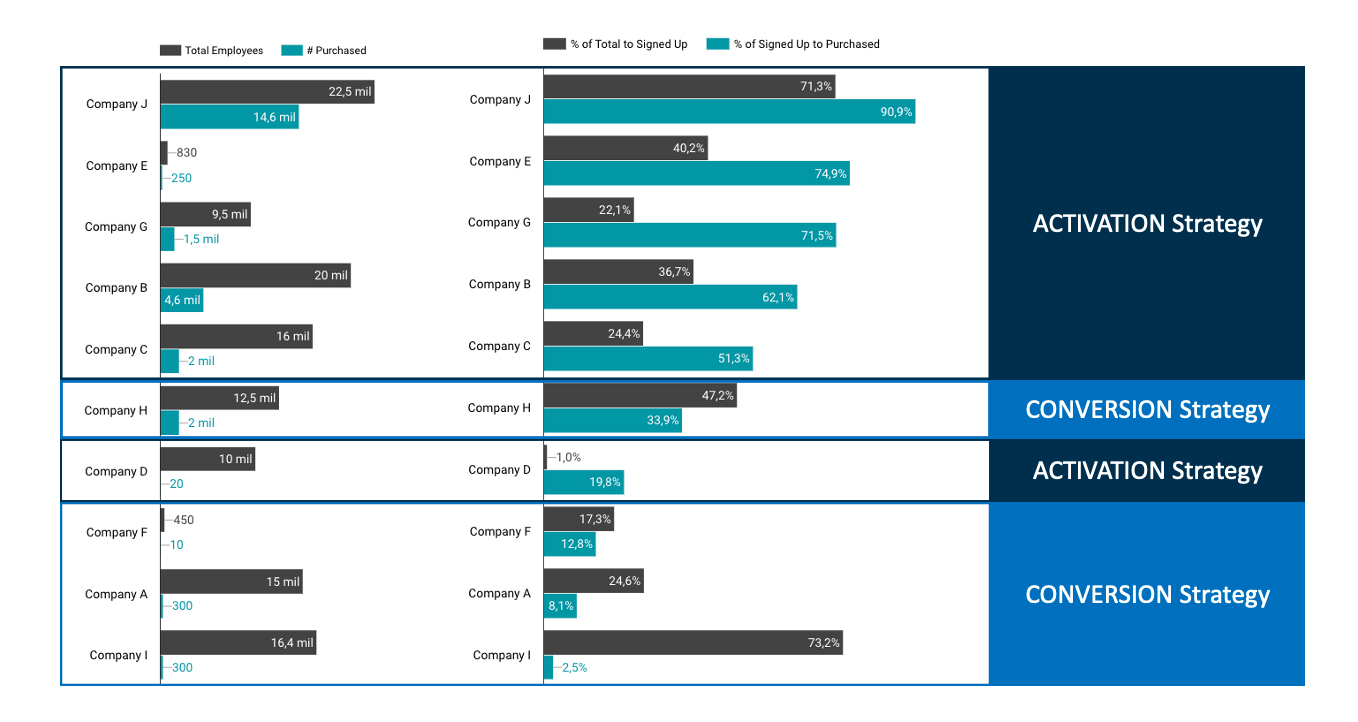 Total Employees # Purchased
% of Total to Signed Up % of Signed Up to Purchased
Company J 22,5 mil 14,6 mil
Company J 71,3% 90,9%
Company E 830 250
Company E 40,2% 74,9%
Company G 9,5 mil 1,5 mil
Company G 22,1% 71,5%
Company B 20 mil 4,6 mil
Company B 36,7% 62,1%
Company C 16 mil 2 mil
Company C 24,4% 51,3%
ACTIVATION Strategy
Company H 12,5 mil 2 mil
Company H 47,2% 33,9%
CONVERSION Strategy
Company D 10 mil 20
Company D 1,0% 19,8%
ACTIVATION Strategy
Company F 450 10
Company F 17,3% 12,8%
Company A 15 mil 300
Company A 24,6% 8,1%
Company I 16,4 mil 300
Company I 73,2% 2,5%
CONVERSION Strategy